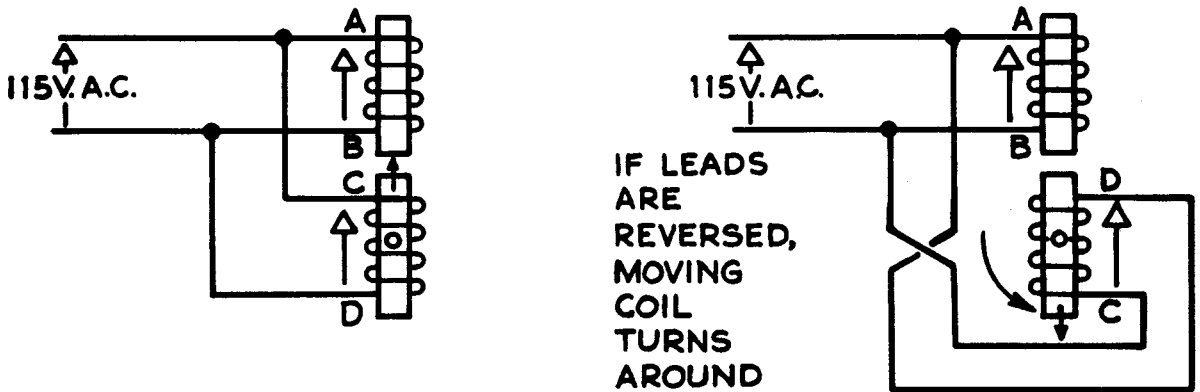 A
115V. A.C.
B
C
D
A
115V. A.C.
B
IF LEADS
ARE
REVERSED,
MOVING
COIL
TURNS
AROUND
D
C